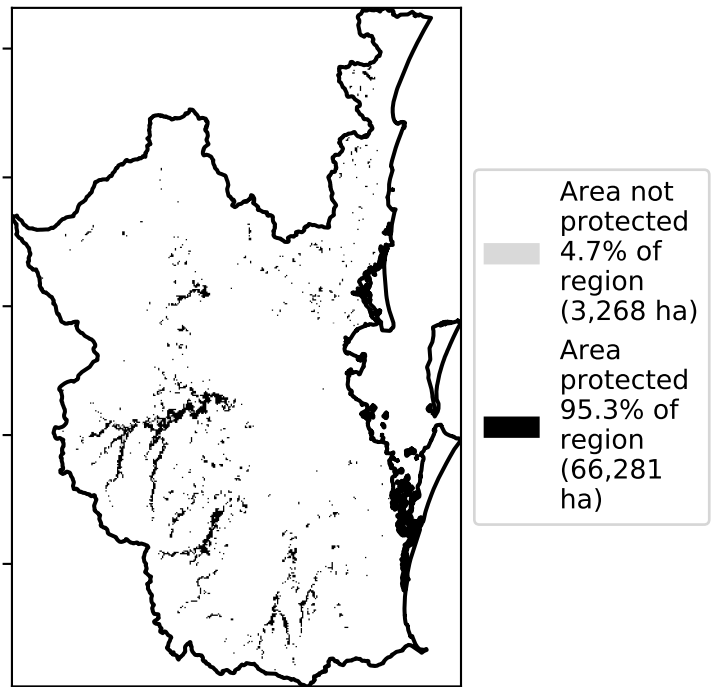 Area not
protected
4.7% of
region
(3,268 ha)
Area
protected
95.3% of
region
(66,281
ha)